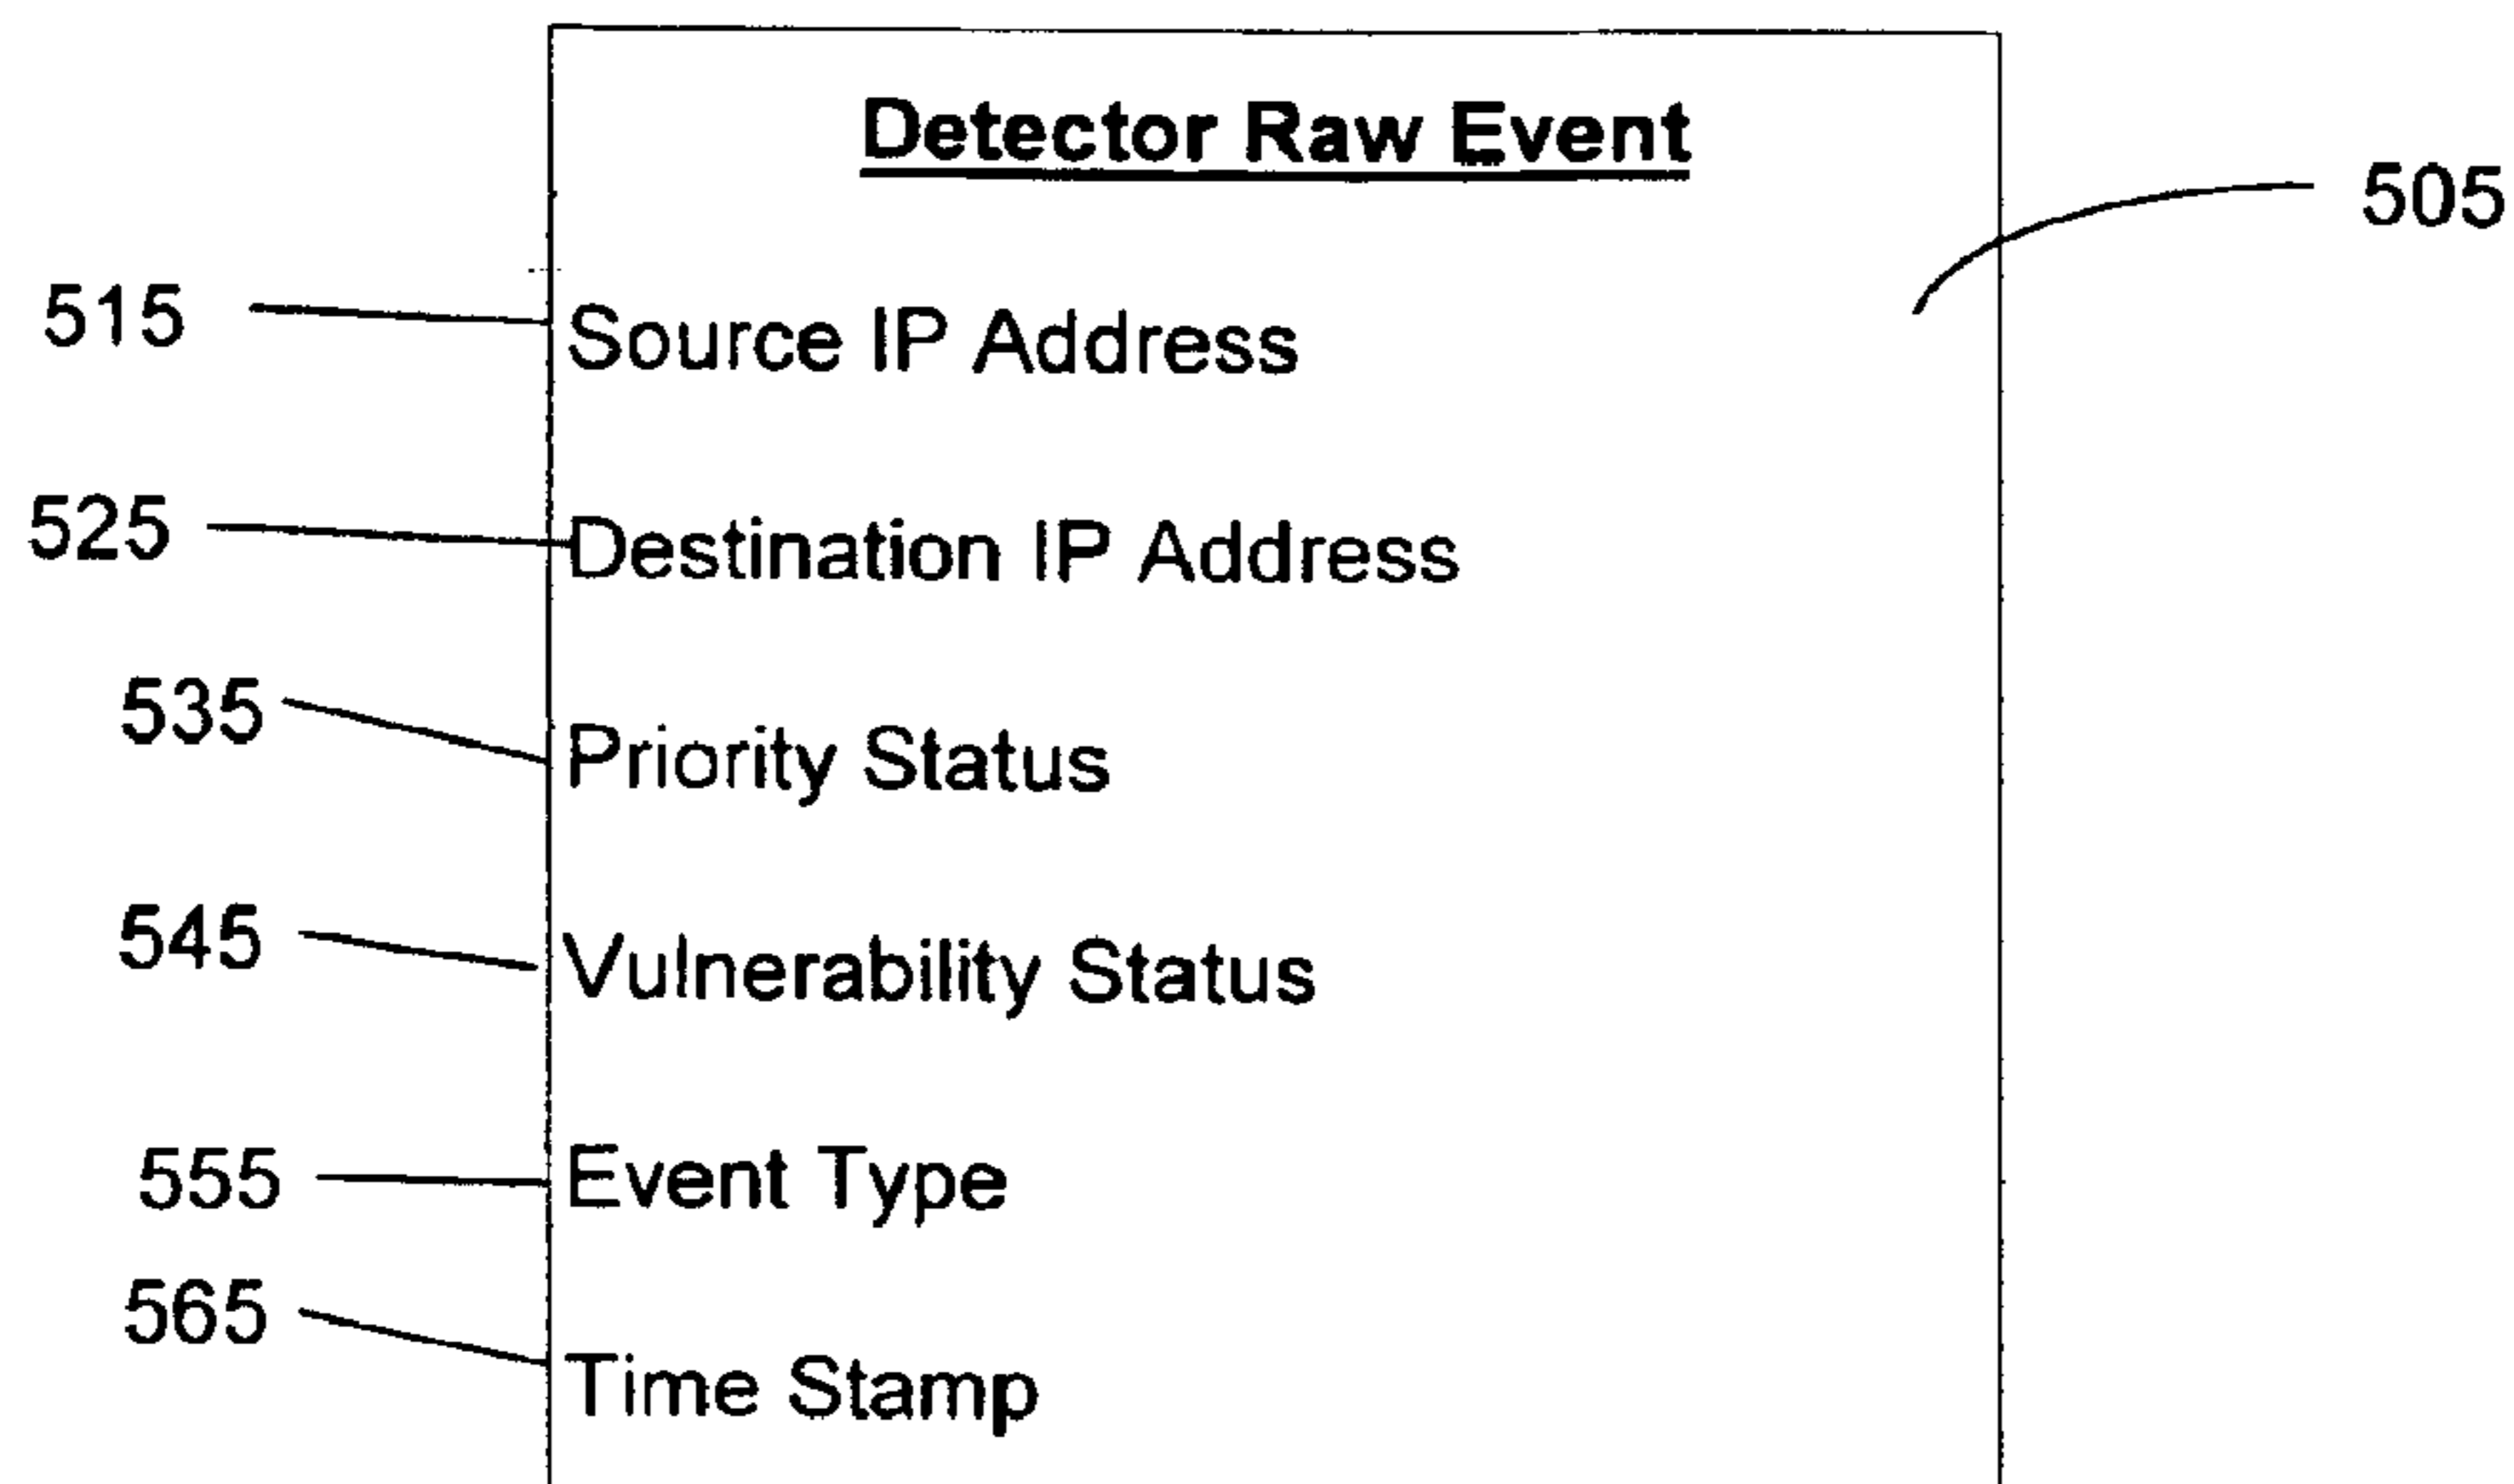 Detector Raw Event
505
515 Source IP Address
525 Destination IP Address
535 Priority Status
545 Vulnerability Status
555 Event Type
565 Time Stamp